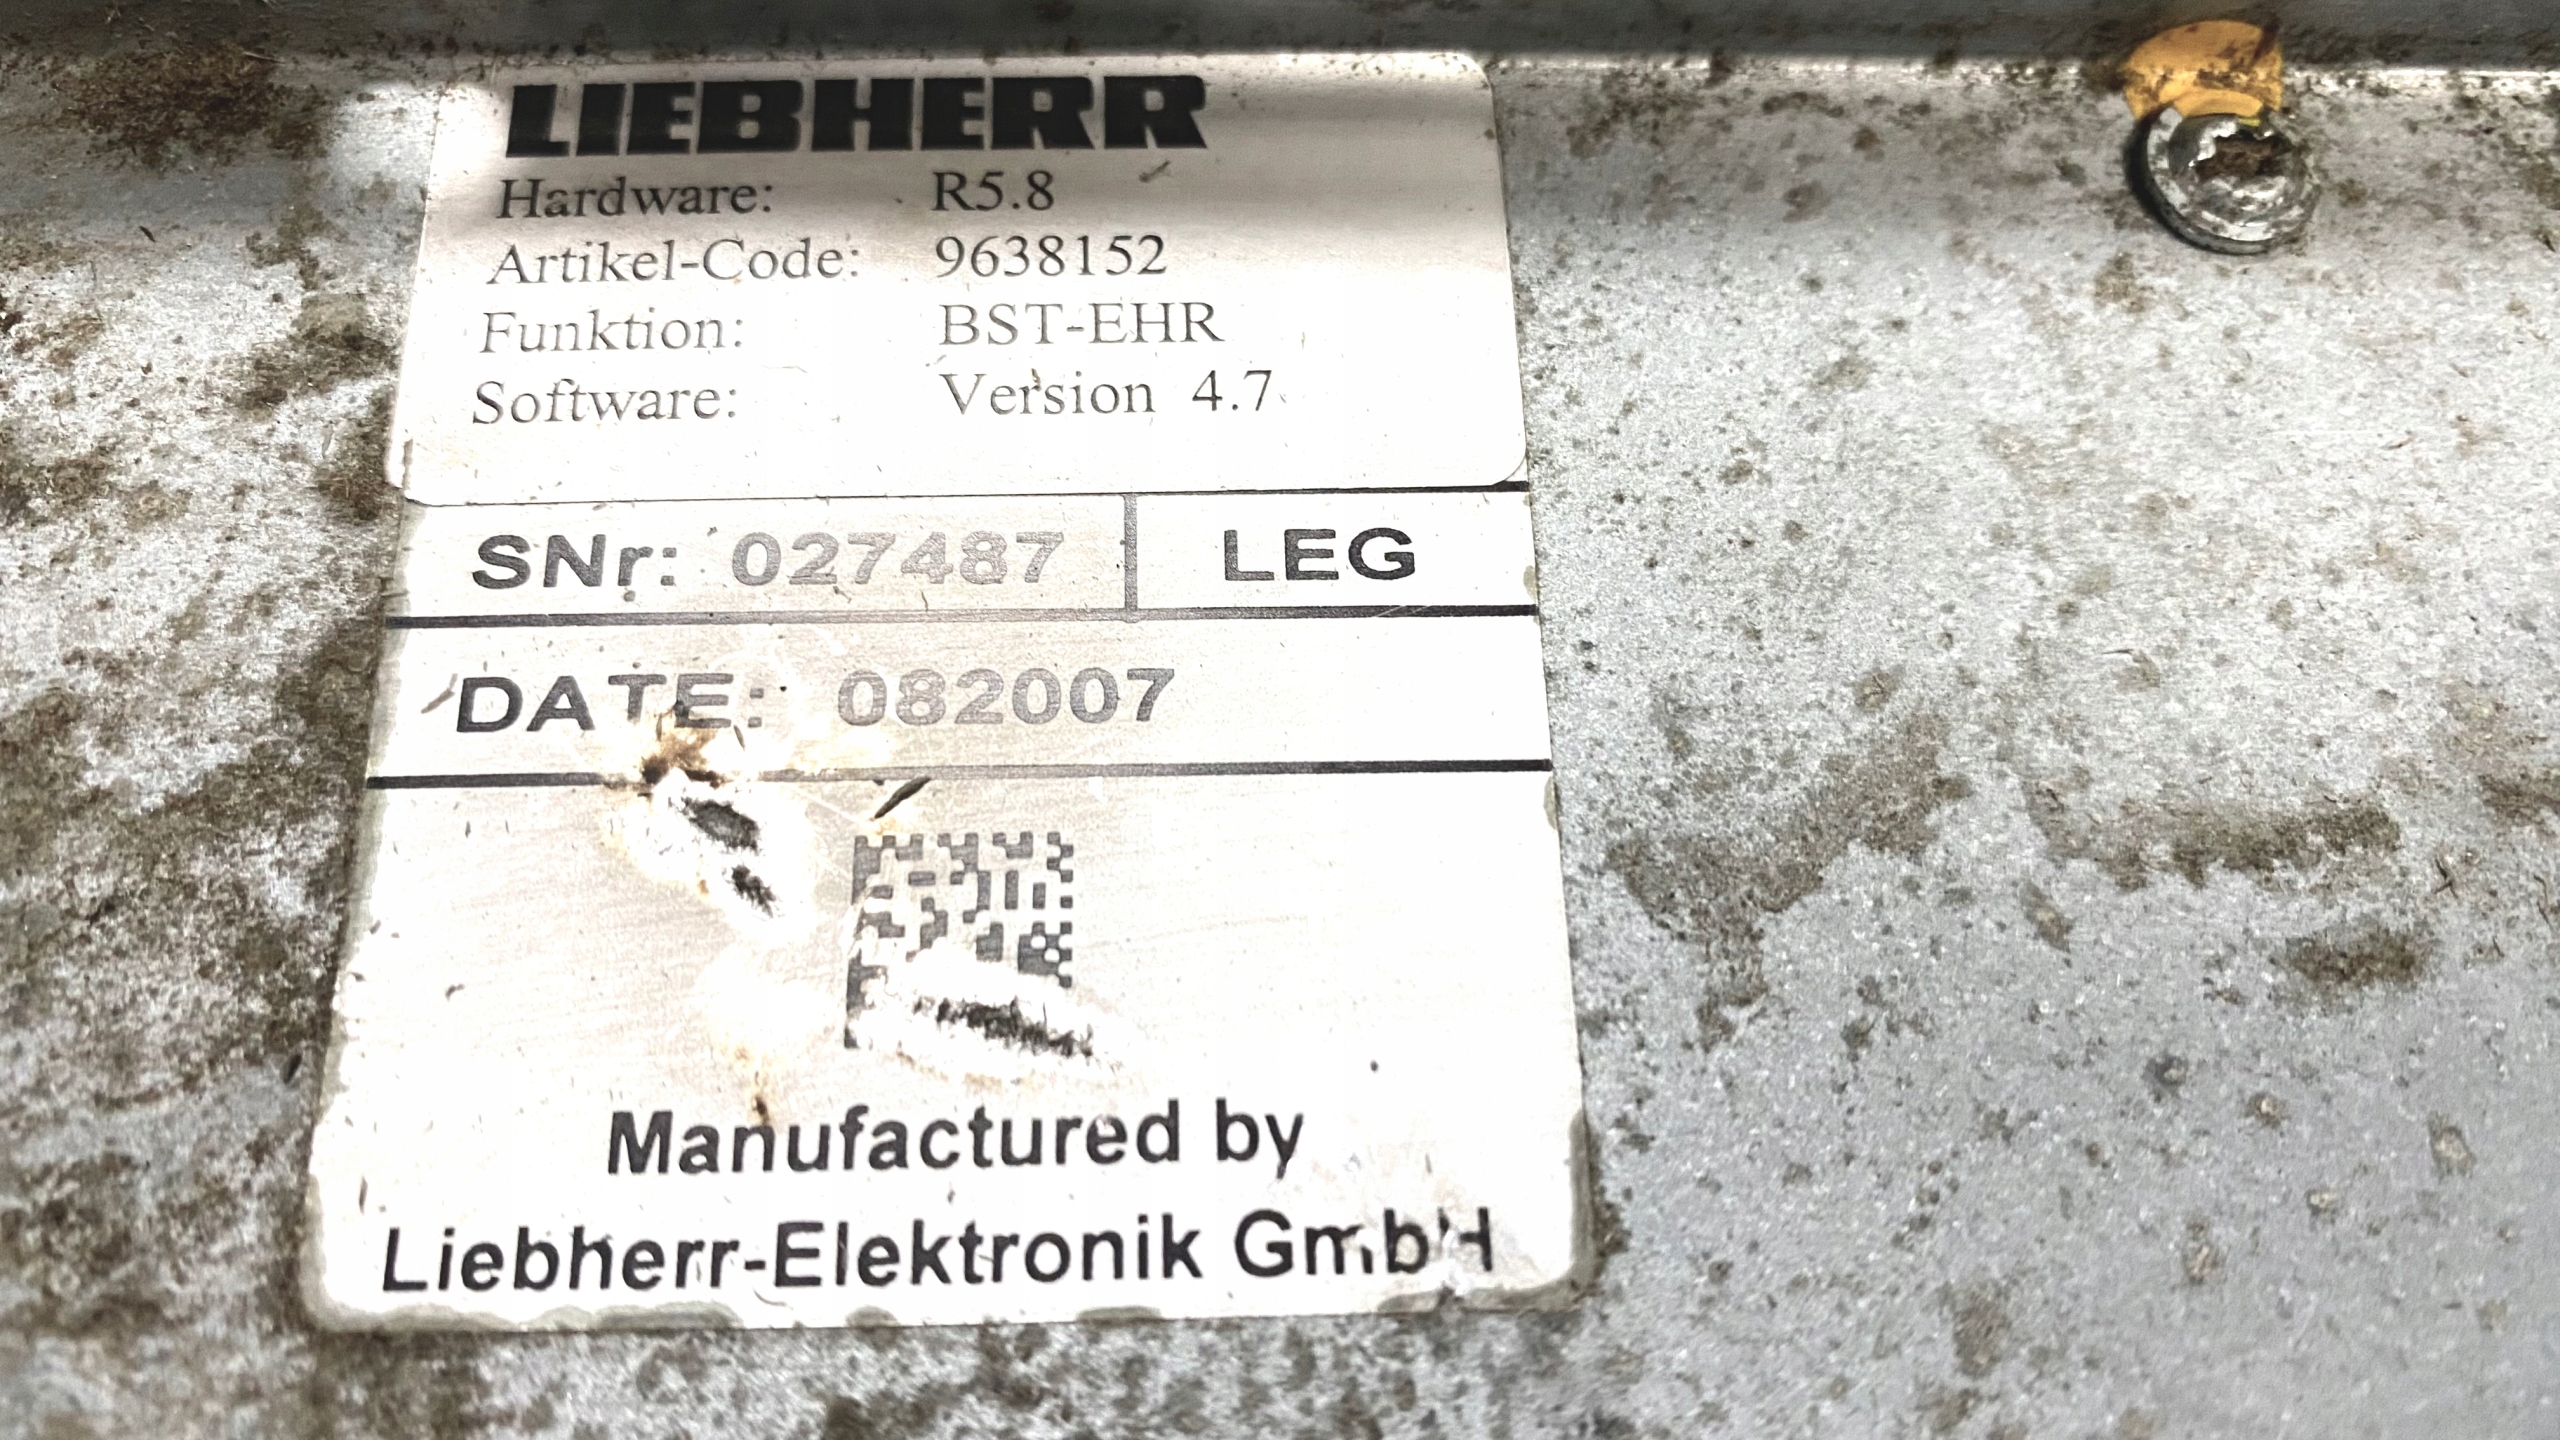 LIEBHERR
Hardware: R5.8
Artikel-Code: 9638152
Funktion: BST-EHR
Software: Version 4.7
SNr: 027487 LEG
DATE: 082007
Manufactured by
Liebherr-Elektronik GmbH